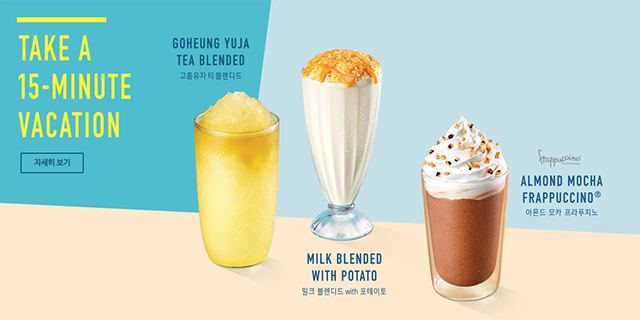 TAKE A
15-MINUTE
VACATION
자세히 보기
GOHEUNG YUJA
TEA BLENDED
고흥유자 티 블렌디드
MILK BLENDED
WITH POTATO
밀크 블렌디드 with 포테이토
frappuccino
ALMOND MOCHA
FRAPPUCCINO®
아몬드 모카 프라푸치노